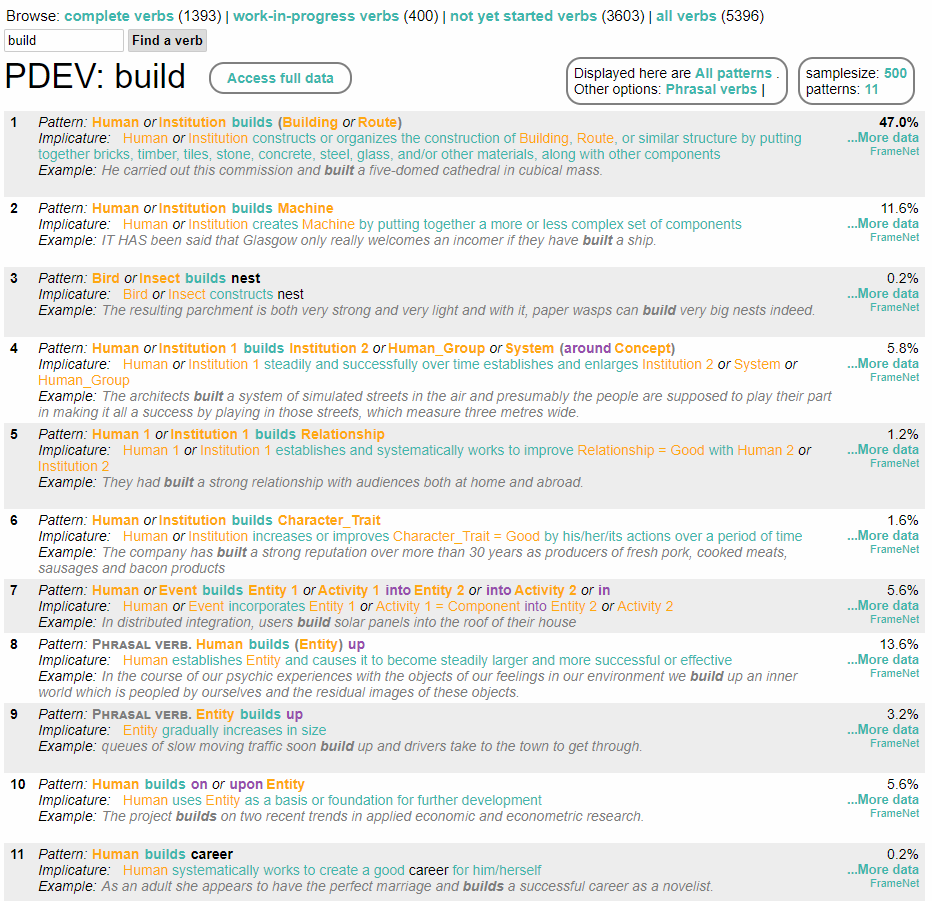 Browse: complete verbs (1393) | work-in-progress verbs (400) | not yet started verbs (3603) | all verbs (5396)
build Find a verb
PDEV: build
Access full data
Displayed here are All patterns .
Other options: Phrasal verbs |
samplesize: 500
patterns: 11
1 Pattern: Human or Institution builds (Building or Route) 47.0%
Implicature: Human or Institution constructs or organizes the construction of Building, Route, or similar structure by putting ...More data
together bricks, timber, tiles, stone, concrete, steel, glass, and/or other materials, along with other components FrameNet
Example: He carried out this commission and built a five-domed cathedral in cubical mass.
2 Pattern: Human or Institution builds Machine 11.6%
Implicature: Human or Institution creates Machine by putting together a more or less complex set of components ...More data
Example: IT HAS been said that Glasgow only really welcomes an incomer if they have built a ship. FrameNet
3 Pattern: Bird or Insect builds nest 0.2%
Implicature: Bird or Insect constructs nest ...More data
Example: The resulting parchment is both very strong and very light and with it, paper wasps can build very big nests indeed. FrameNet
4 Pattern: Human or Institution 1 builds Institution 2 or Human_Group or System (around Concept) 5.8%
Implicature: Human or Institution 1 steadily and successfully over time establishes and enlarges Institution 2 or System or ...More data
Human_Group FrameNet
Example: The architects built a system of simulated streets in the air and presumably the people are supposed to play their part
in making it all a success by playing in those streets, which measure three metres wide.
5 Pattern: Human 1 or Institution 1 builds Relationship 1.2%
Implicature: Human 1 or Institution 1 establishes and systematically works to improve Relationship = Good with Human 2 or ...More data
Institution 2 FrameNet
Example: They had built a strong relationship with audiences both at home and abroad.
6 Pattern: Human or Institution builds Character_Trait 1.6%
Implicature: Human or Institution increases or improves Character_Trait = Good by his/her/its actions over a period of time ...More data
Example: The company has built a strong reputation over more than 30 years as producers of fresh pork, cooked meats, FrameNet
sausages and bacon products
7 Pattern: Human or Event builds Entity 1 or Activity 1 into Entity 2 or into Activity 2 or in 5.6%
Implicature: Human or Event incorporates Entity 1 or Activity 1 = Component into Entity 2 or Activity 2 ...More data
Example: In distributed integration, users build solar panels into the roof of their house FrameNet
8 Pattern: PHRASAL VERB. Human builds (Entity) up 13.6%
Implicature: Human establishes Entity and causes it to become steadily larger and more successful or effective ...More data
Example: In the course of our psychic experiences with the objects of our feelings in our environment we build up an inner FrameNet
world which is peopled by ourselves and the residual images of these objects.
9 Pattern: PHRASAL VERB. Entity builds up 3.2%
Implicature: Entity gradually increases in size ...More data
Example: queues of slow moving traffic soon build up and drivers take to the town to get through. FrameNet
10 Pattern: Human builds on or upon Entity 5.6%
Implicature: Human uses Entity as a basis or foundation for further development ...More data
Example: The project builds on two recent trends in applied economic and econometric research. FrameNet
11 Pattern: Human builds career 0.2%
Implicature: Human systematically works to create a good career for him/herself ...More data
Example: As an adult she appears to have the perfect marriage and builds a successful career as a novelist. FrameNet